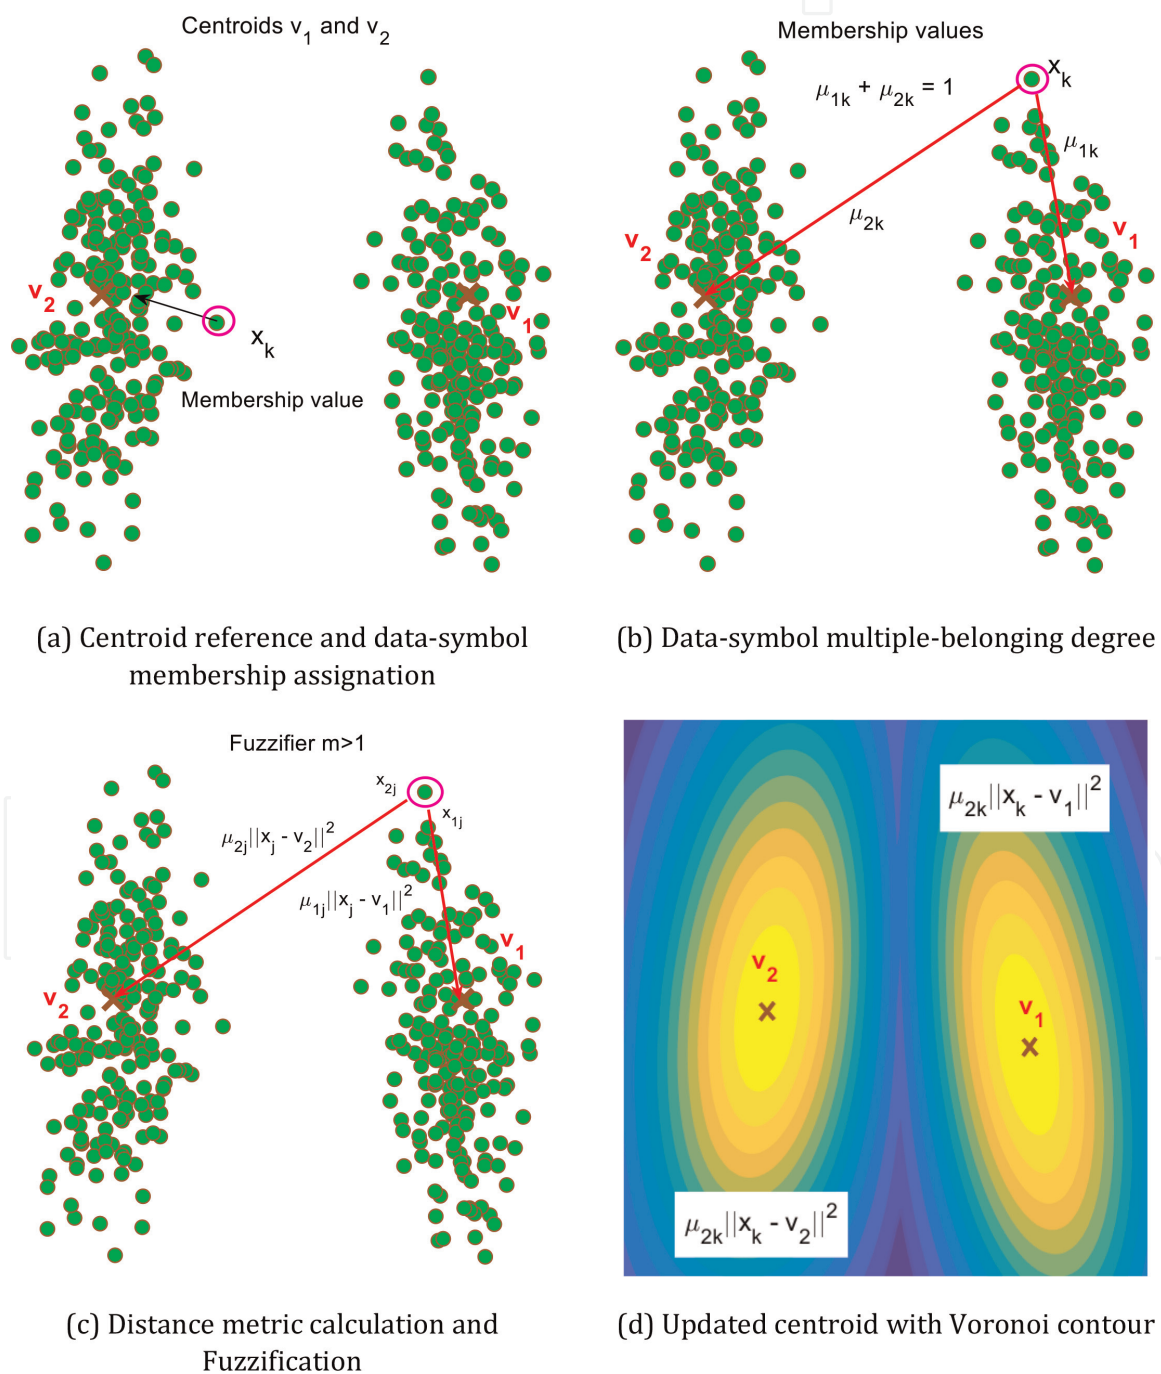 Centroids v₁ and v₂
v₂
v₁
xₖ
Membership value
(a) Centroid reference and data-symbol
membership assignation
Membership values
xₖ
μ₁ₖ + μ₂ₖ = 1
μ₁ₖ
μ₂ₖ
v₂
v₁
(b) Data-symbol multiple-belonging degree
Fuzzifier m>1
x₂ⱼ
x₁ⱼ
μ₂ⱼ||xⱼ - v₂||²
μ₁ⱼ||xⱼ - v₁||²
v₁
v₂
(c) Distance metric calculation and
Fuzzification
μ₂ₖ||xₖ - v₁||²
v₂
v₁
μ₂ₖ||xₖ - v₂||²
(d) Updated centroid with Voronoi contour